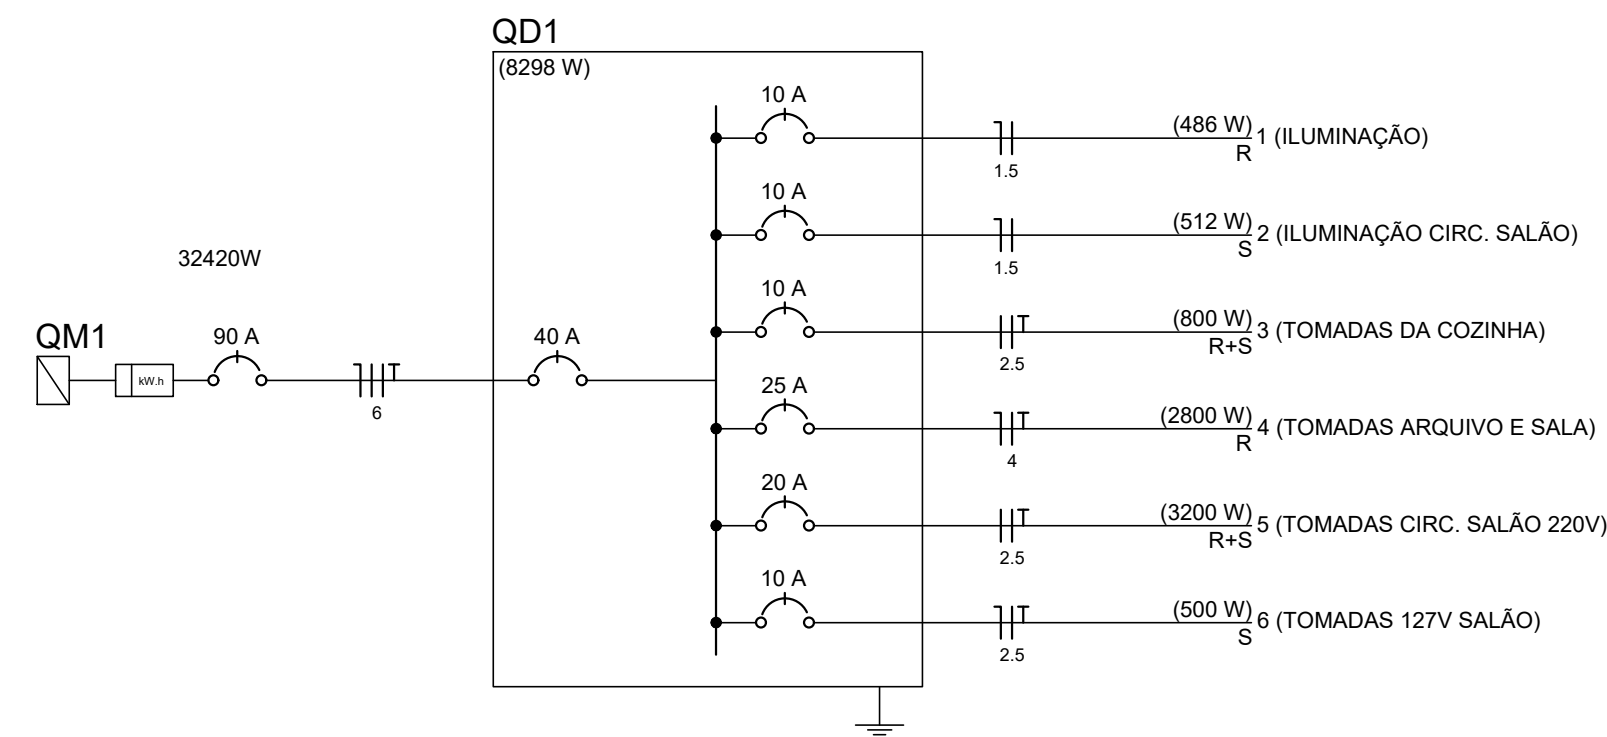 QD1
(8298 W)
32420W
QM1
kW.h
90 A
6
40 A
10 A
1.5
(486 W)
R
1 (ILUMINAÇÃO)
10 A
1.5
(512 W)
S
2 (ILUMINAÇÃO CIRC. SALÃO)
10 A
2.5
(800 W)
R+S
3 (TOMADAS DA COZINHA)
25 A
4
(2800 W)
R
4 (TOMADAS ARQUIVO E SALA)
20 A
2.5
(3200 W)
R+S
5 (TOMADAS CIRC. SALÃO 220V)
10 A
2.5
(500 W)
S
6 (TOMADAS 127V SALÃO)